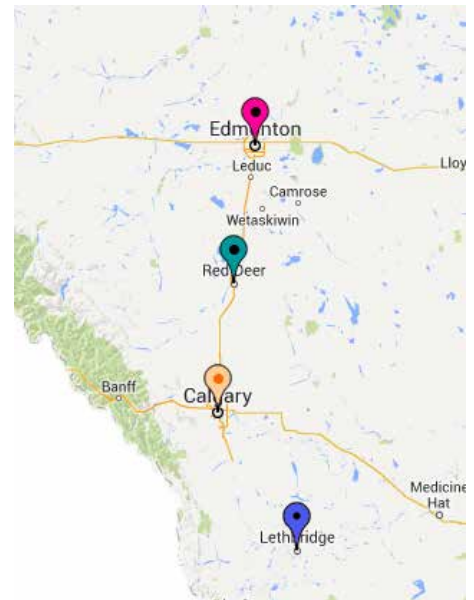 Edmonton
Leduc
Lloy
Camrose
Wetaskiwin
Red Deer
Banff
Calgary
Medicine
Hat
Lethbridge